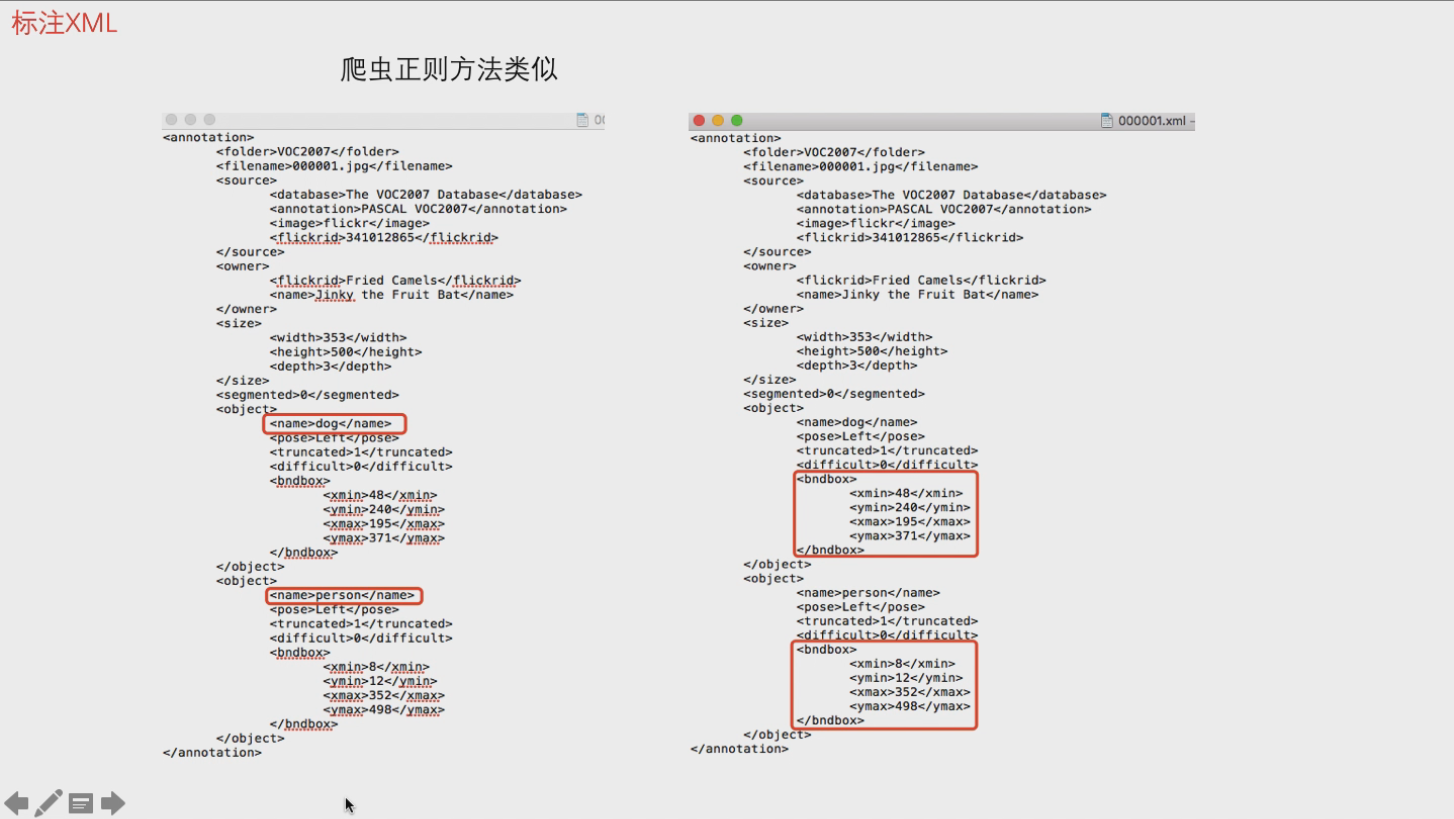 标注XML
爬虫正则方法类似
<annotation>
<folder>VOC2007</folder>
<filename>000001.jpg</filename>
<source>
<database>The VOC2007 Database</database>
<annotation>PASCAL VOC2007</annotation>
<image>flickr</image>
<flickrid>341012865</flickrid>
</source>
<owner>
<flickrid>Fried Camels</flickrid>
<name>Jinky the Fruit Bat</name>
</owner>
<size>
<width>353</width>
<height>500</height>
<depth>3</depth>
</size>
<segmented>0</segmented>
<object>
<name>dog</name>
<pose>Left</pose>
<truncated>1</truncated>
<difficult>0</difficult>
<bndbox>
<xmin>48</xmin>
<ymin>240</ymin>
<xmax>195</xmax>
<ymax>371</ymax>
</bndbox>
</object>
<object>
<name>person</name>
<pose>Left</pose>
<truncated>1</truncated>
<difficult>0</difficult>
<bndbox>
<xmin>8</xmin>
<ymin>12</ymin>
<xmax>352</xmax>
<ymax>498</ymax>
</bndbox>
</object>
</annotation>
000001.xml
<annotation>
<folder>VOC2007</folder>
<filename>000001.jpg</filename>
<source>
<database>The VOC2007 Database</database>
<annotation>PASCAL VOC2007</annotation>
<image>flickr</image>
<flickrid>341012865</flickrid>
</source>
<owner>
<flickrid>Fried Camels</flickrid>
<name>Jinky the Fruit Bat</name>
</owner>
<size>
<width>353</width>
<height>500</height>
<depth>3</depth>
</size>
<segmented>0</segmented>
<object>
<name>dog</name>
<pose>Left</pose>
<truncated>1</truncated>
<difficult>0</difficult>
<bndbox>
<xmin>48</xmin>
<ymin>240</ymin>
<xmax>195</xmax>
<ymax>371</ymax>
</bndbox>
</object>
<object>
<name>person</name>
<pose>Left</pose>
<truncated>1</truncated>
<difficult>0</difficult>
<bndbox>
<xmin>8</xmin>
<ymin>12</ymin>
<xmax>352</xmax>
<ymax>498</ymax>
</bndbox>
</object>
</annotation>